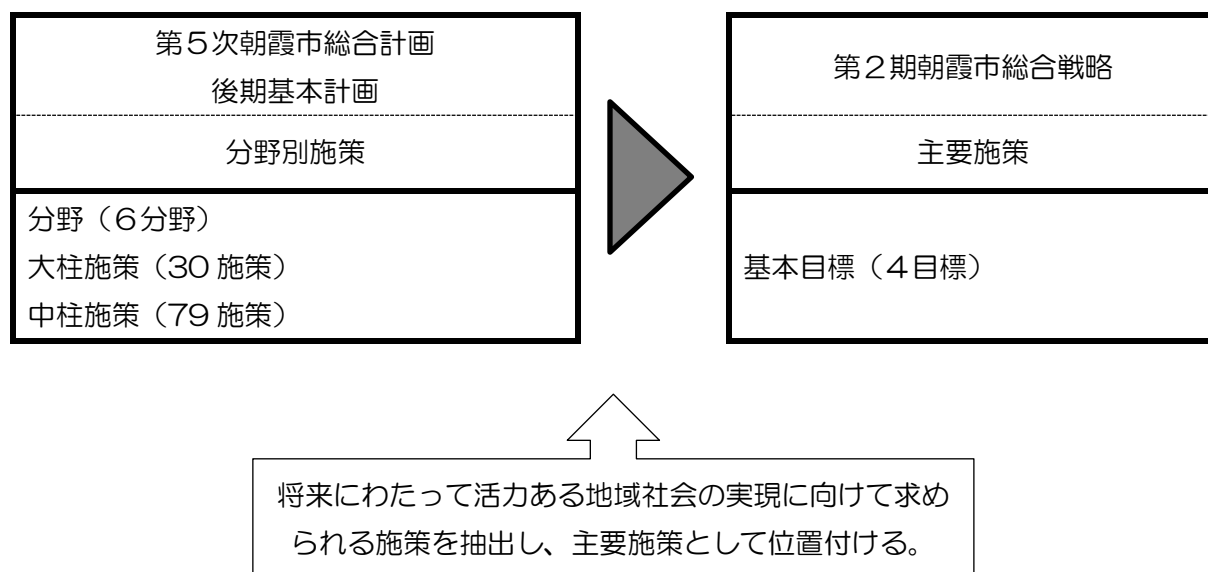 第５次朝霞市総合計画
後期基本計画
分野別施策
分野（６分野）
大柱施策（30 施策）
中柱施策（79 施策）
第２期朝霞市総合戦略
主要施策
基本目標（４目標）
将来にわたって活力ある地域社会の実現に向けて求め
られる施策を抽出し、主要施策として位置付ける。